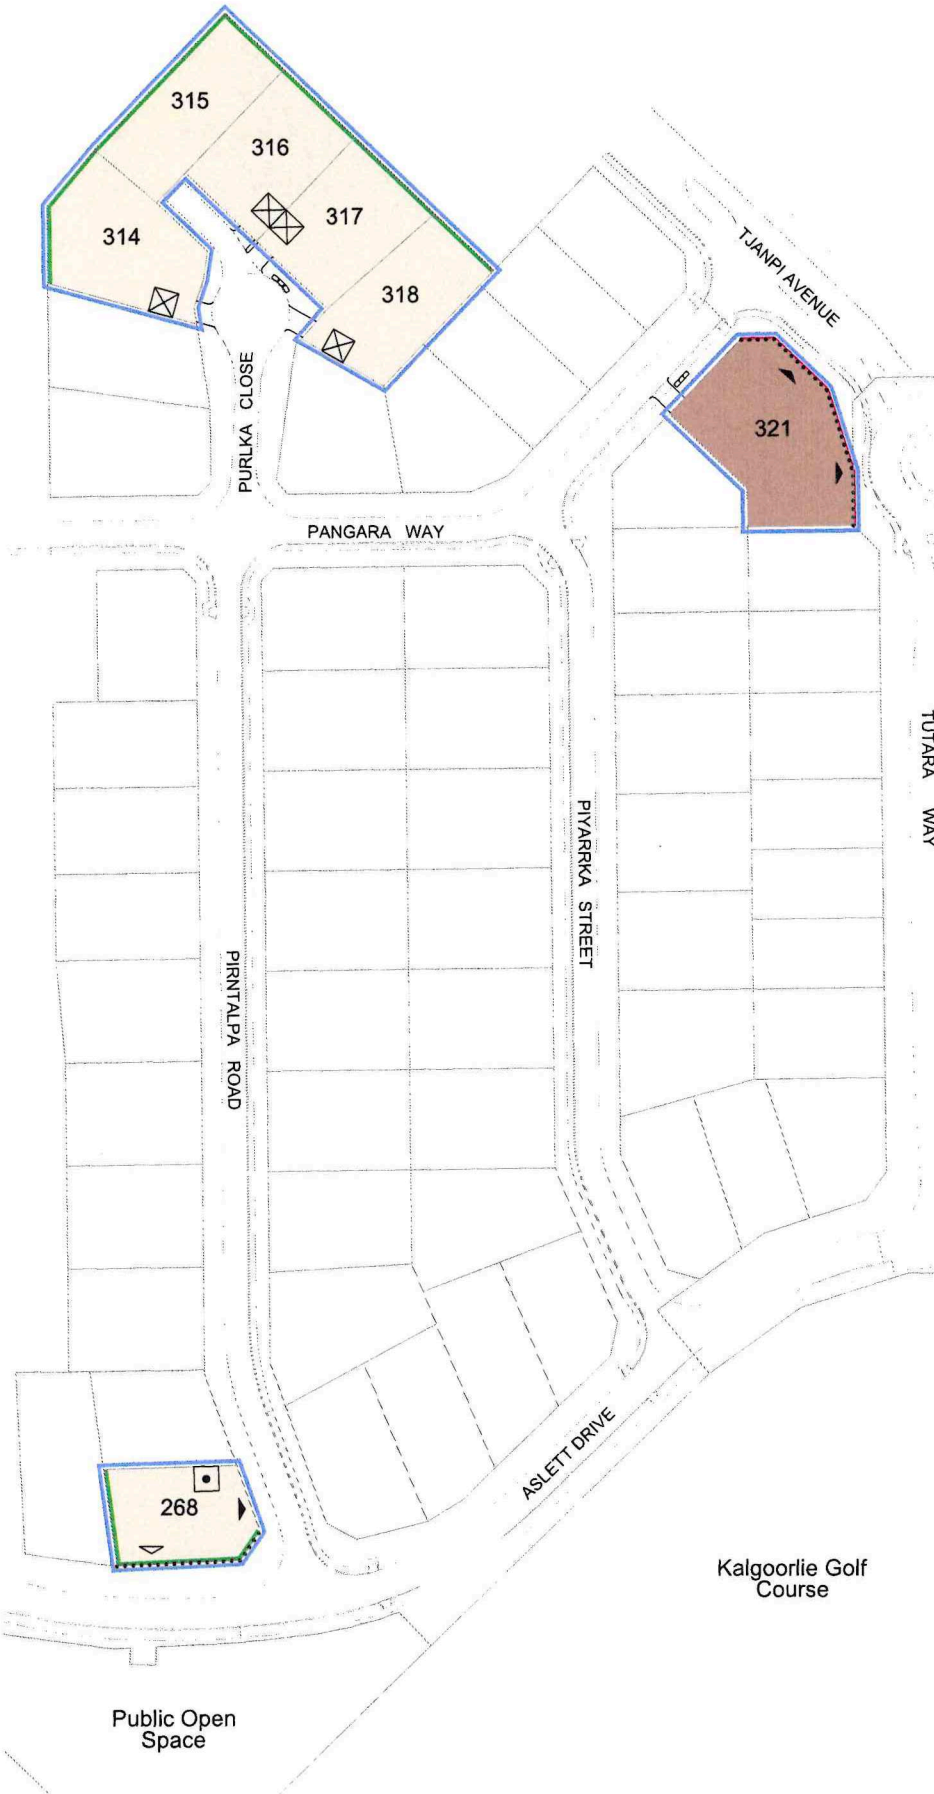 315
316
317
314
318
TJANPI AVENUE
PURLKA CLOSE
321
PANGARA WAY
TUTARA WAY
PIYARRKA STREET
PIRNTALPA ROAD
ASLETT DRIVE
268
Kalgoorlie Golf
Course
Public Open
Space